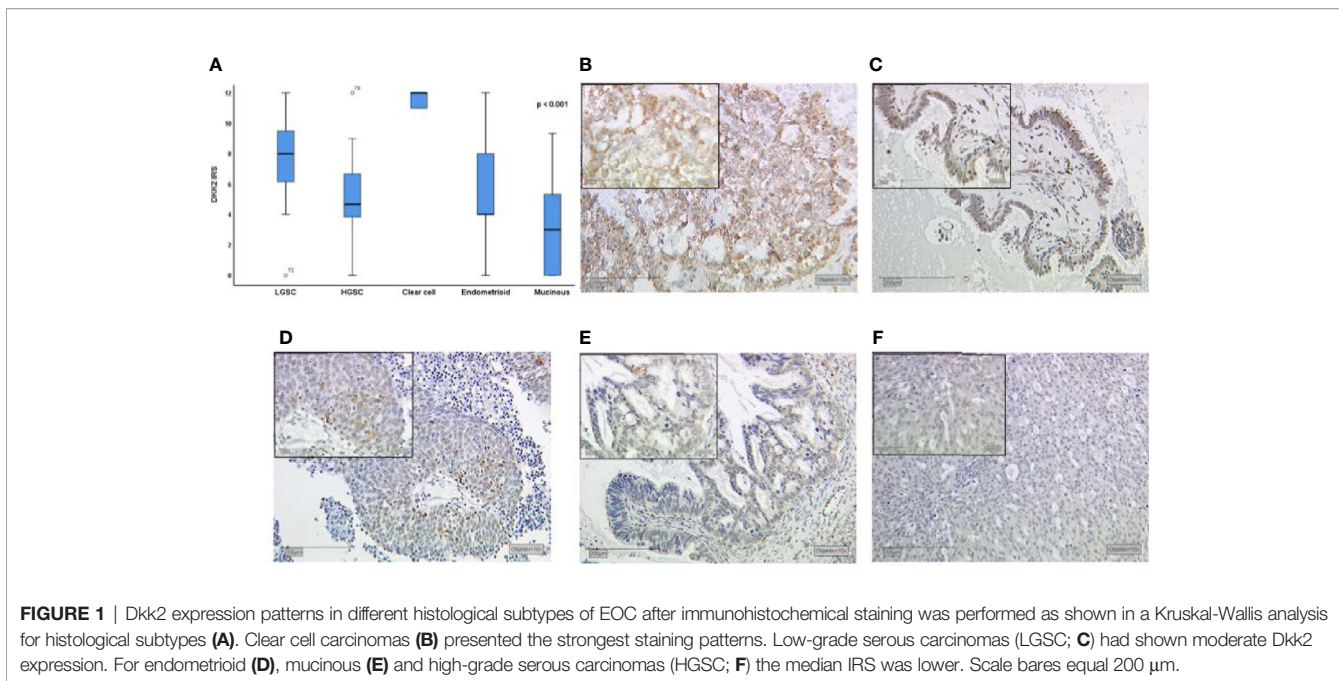 A
B
C
12
10
8
6
4
2
0
DKK2 IRS
79
72
p < 0.001
LGSC
HGSC
Clear cell
Endometrioid
Mucinous
D
E
F
200µm
FIGURE 1 | Dkk2 expression patterns in different histological subtypes of EOC after immunohistochemical staining was performed as shown in a Kruskal-Wallis analysis
for histological subtypes (A). Clear cell carcinomas (B) presented the strongest staining patterns. Low-grade serous carcinomas (LGSC; C) had shown moderate Dkk2
expression. For endometrioid (D), mucinous (E) and high-grade serous carcinomas (HGSC; F) the median IRS was lower. Scale bares equal 200 µm.